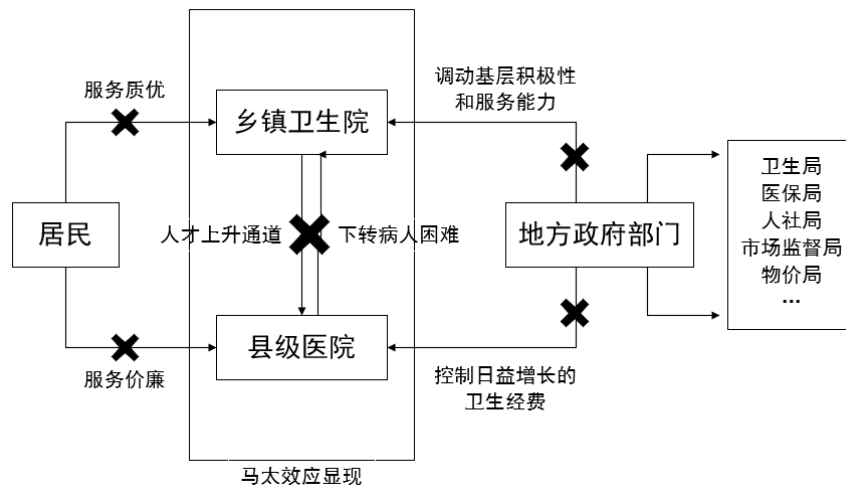 服务质优
调动基层积极性
和服务能力
乡镇卫生院
卫生局
医保局
人社局
市场监督局
物价局
...
居民
人才上升通道
下转病人困难
地方政府部门
县级医院
服务价廉
控制日益增长的
卫生经费
马太效应显现